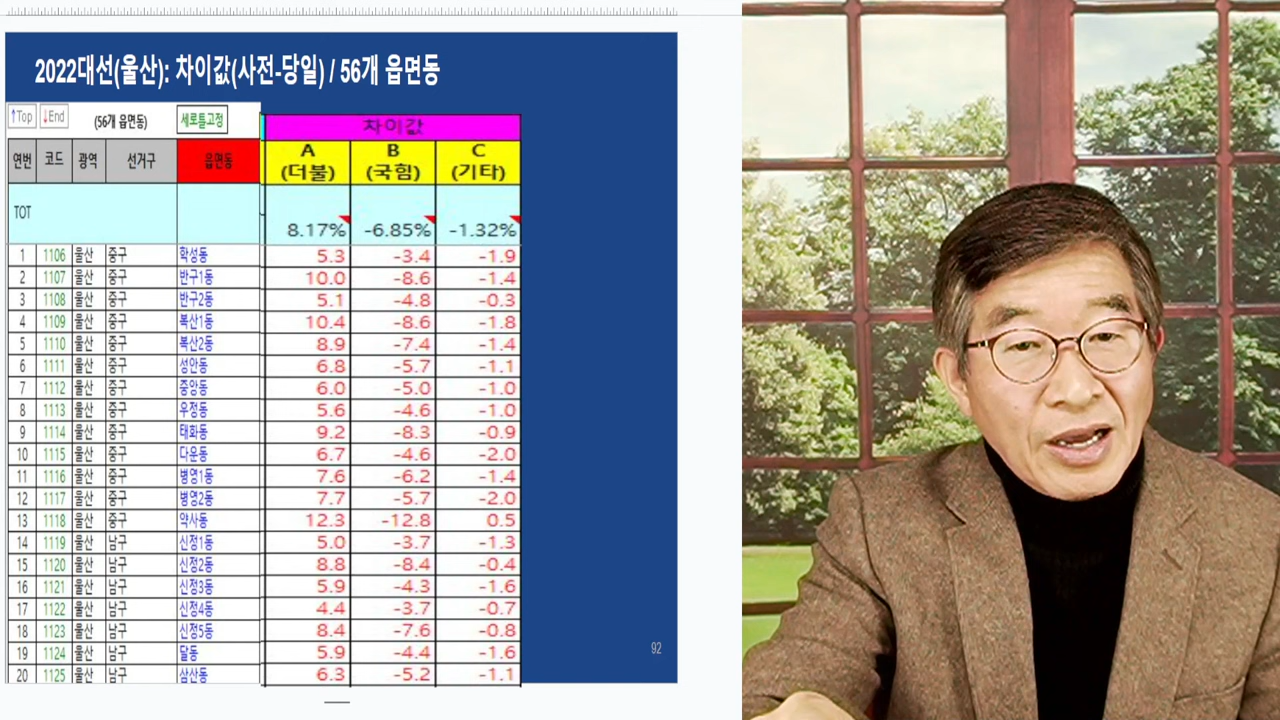 2022대선(울산): 차이값(사전-당일) / 56개 읍면동
↑Top ↓End (56개 읍면동) 세로틀고정
차이값
연번 코드 광역 선거구 읍면동 A (더불) B (국힘) C (기타)
TOT 8.17% -6.85% -1.32%
1 1106 울산 중구 학성동 5.3 -3.4 -1.9
2 1107 울산 중구 반구1동 10.0 -8.6 -1.4
3 1108 울산 중구 반구2동 5.1 -4.8 -0.3
4 1109 울산 중구 복산1동 10.4 -8.6 -1.8
5 1110 울산 중구 복산2동 8.9 -7.4 -1.4
6 1111 울산 중구 성안동 6.8 -5.7 -1.1
7 1112 울산 중구 중앙동 6.0 -5.0 -1.0
8 1113 울산 중구 우정동 5.6 -4.6 -1.0
9 1114 울산 중구 태화동 9.2 -8.3 -0.9
10 1115 울산 중구 다운동 6.7 -4.6 -2.0
11 1116 울산 중구 병영1동 7.6 -6.2 -1.4
12 1117 울산 중구 병영2동 7.7 -5.7 -2.0
13 1118 울산 중구 약사동 12.3 -12.8 0.5
14 1119 울산 남구 신정1동 5.0 -3.7 -1.3
15 1120 울산 남구 신정2동 8.8 -8.4 -0.4
16 1121 울산 남구 신정3동 5.9 -4.3 -1.6
17 1122 울산 남구 신정4동 4.4 -3.7 -0.7
18 1123 울산 남구 신정5동 8.4 -7.6 -0.8
19 1124 울산 남구 달동 5.9 -4.4 -1.6
20 1125 울산 남구 삼산동 6.3 -5.2 -1.1
92